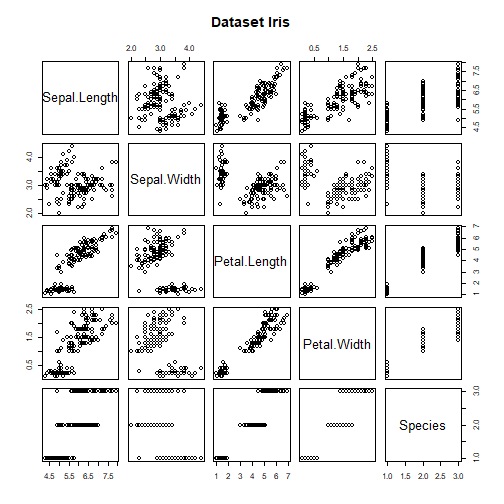 Dataset Iris
2.0 3.0 4.0
0.5 1.5 2.5
Sepal.Length
4.5 5.5 6.5 7.5
2.0 3.0 4.0
Sepal.Width
Petal.Length
1 2 3 4 5 6 7
0.5 1.5 2.5
Petal.Width
Species
1.0 2.0 3.0
4.5 5.5 6.5 7.5
1 2 3 4 5 6 7
1.0 1.5 2.0 2.5 3.0